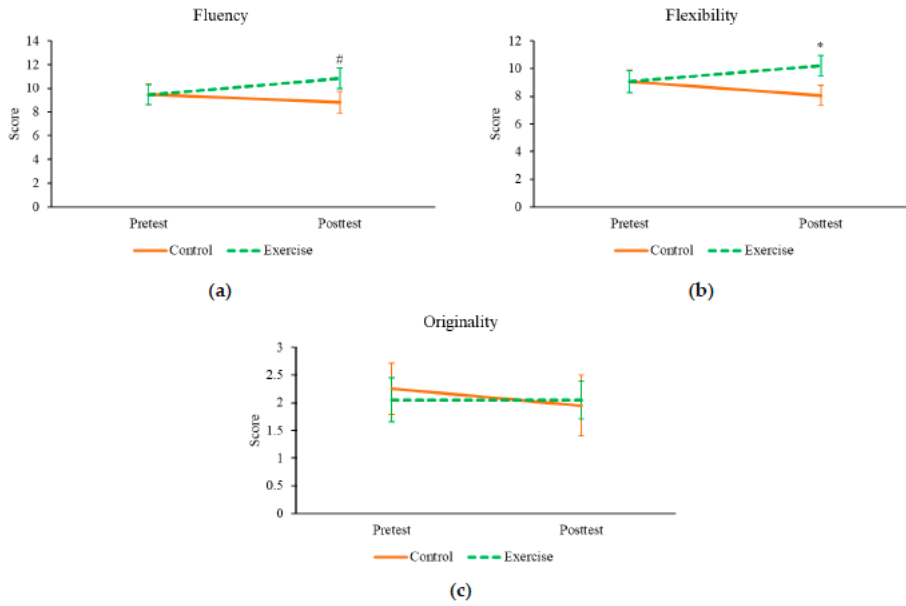 Fluency
14
12
10
8
6
4
2
0
Score
#
Pretest Posttest
Control Exercise
(a)
Flexibility
12
10
8
6
4
2
0
Score
*
Pretest Posttest
Control Exercise
(b)
Originality
3
2.5
2
1.5
1
0.5
0
Score
Pretest Posttest
Control Exercise
(c)